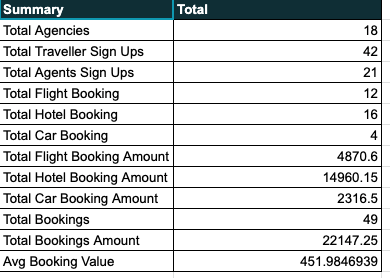 Summary Total
Total Agencies 18
Total Traveller Sign Ups 42
Total Agents Sign Ups 21
Total Flight Booking 12
Total Hotel Booking 16
Total Car Booking 4
Total Flight Booking Amount 4870.6
Total Hotel Booking Amount 14960.15
Total Car Booking Amount 2316.5
Total Bookings 49
Total Bookings Amount 22147.25
Avg Booking Value 451.9846939